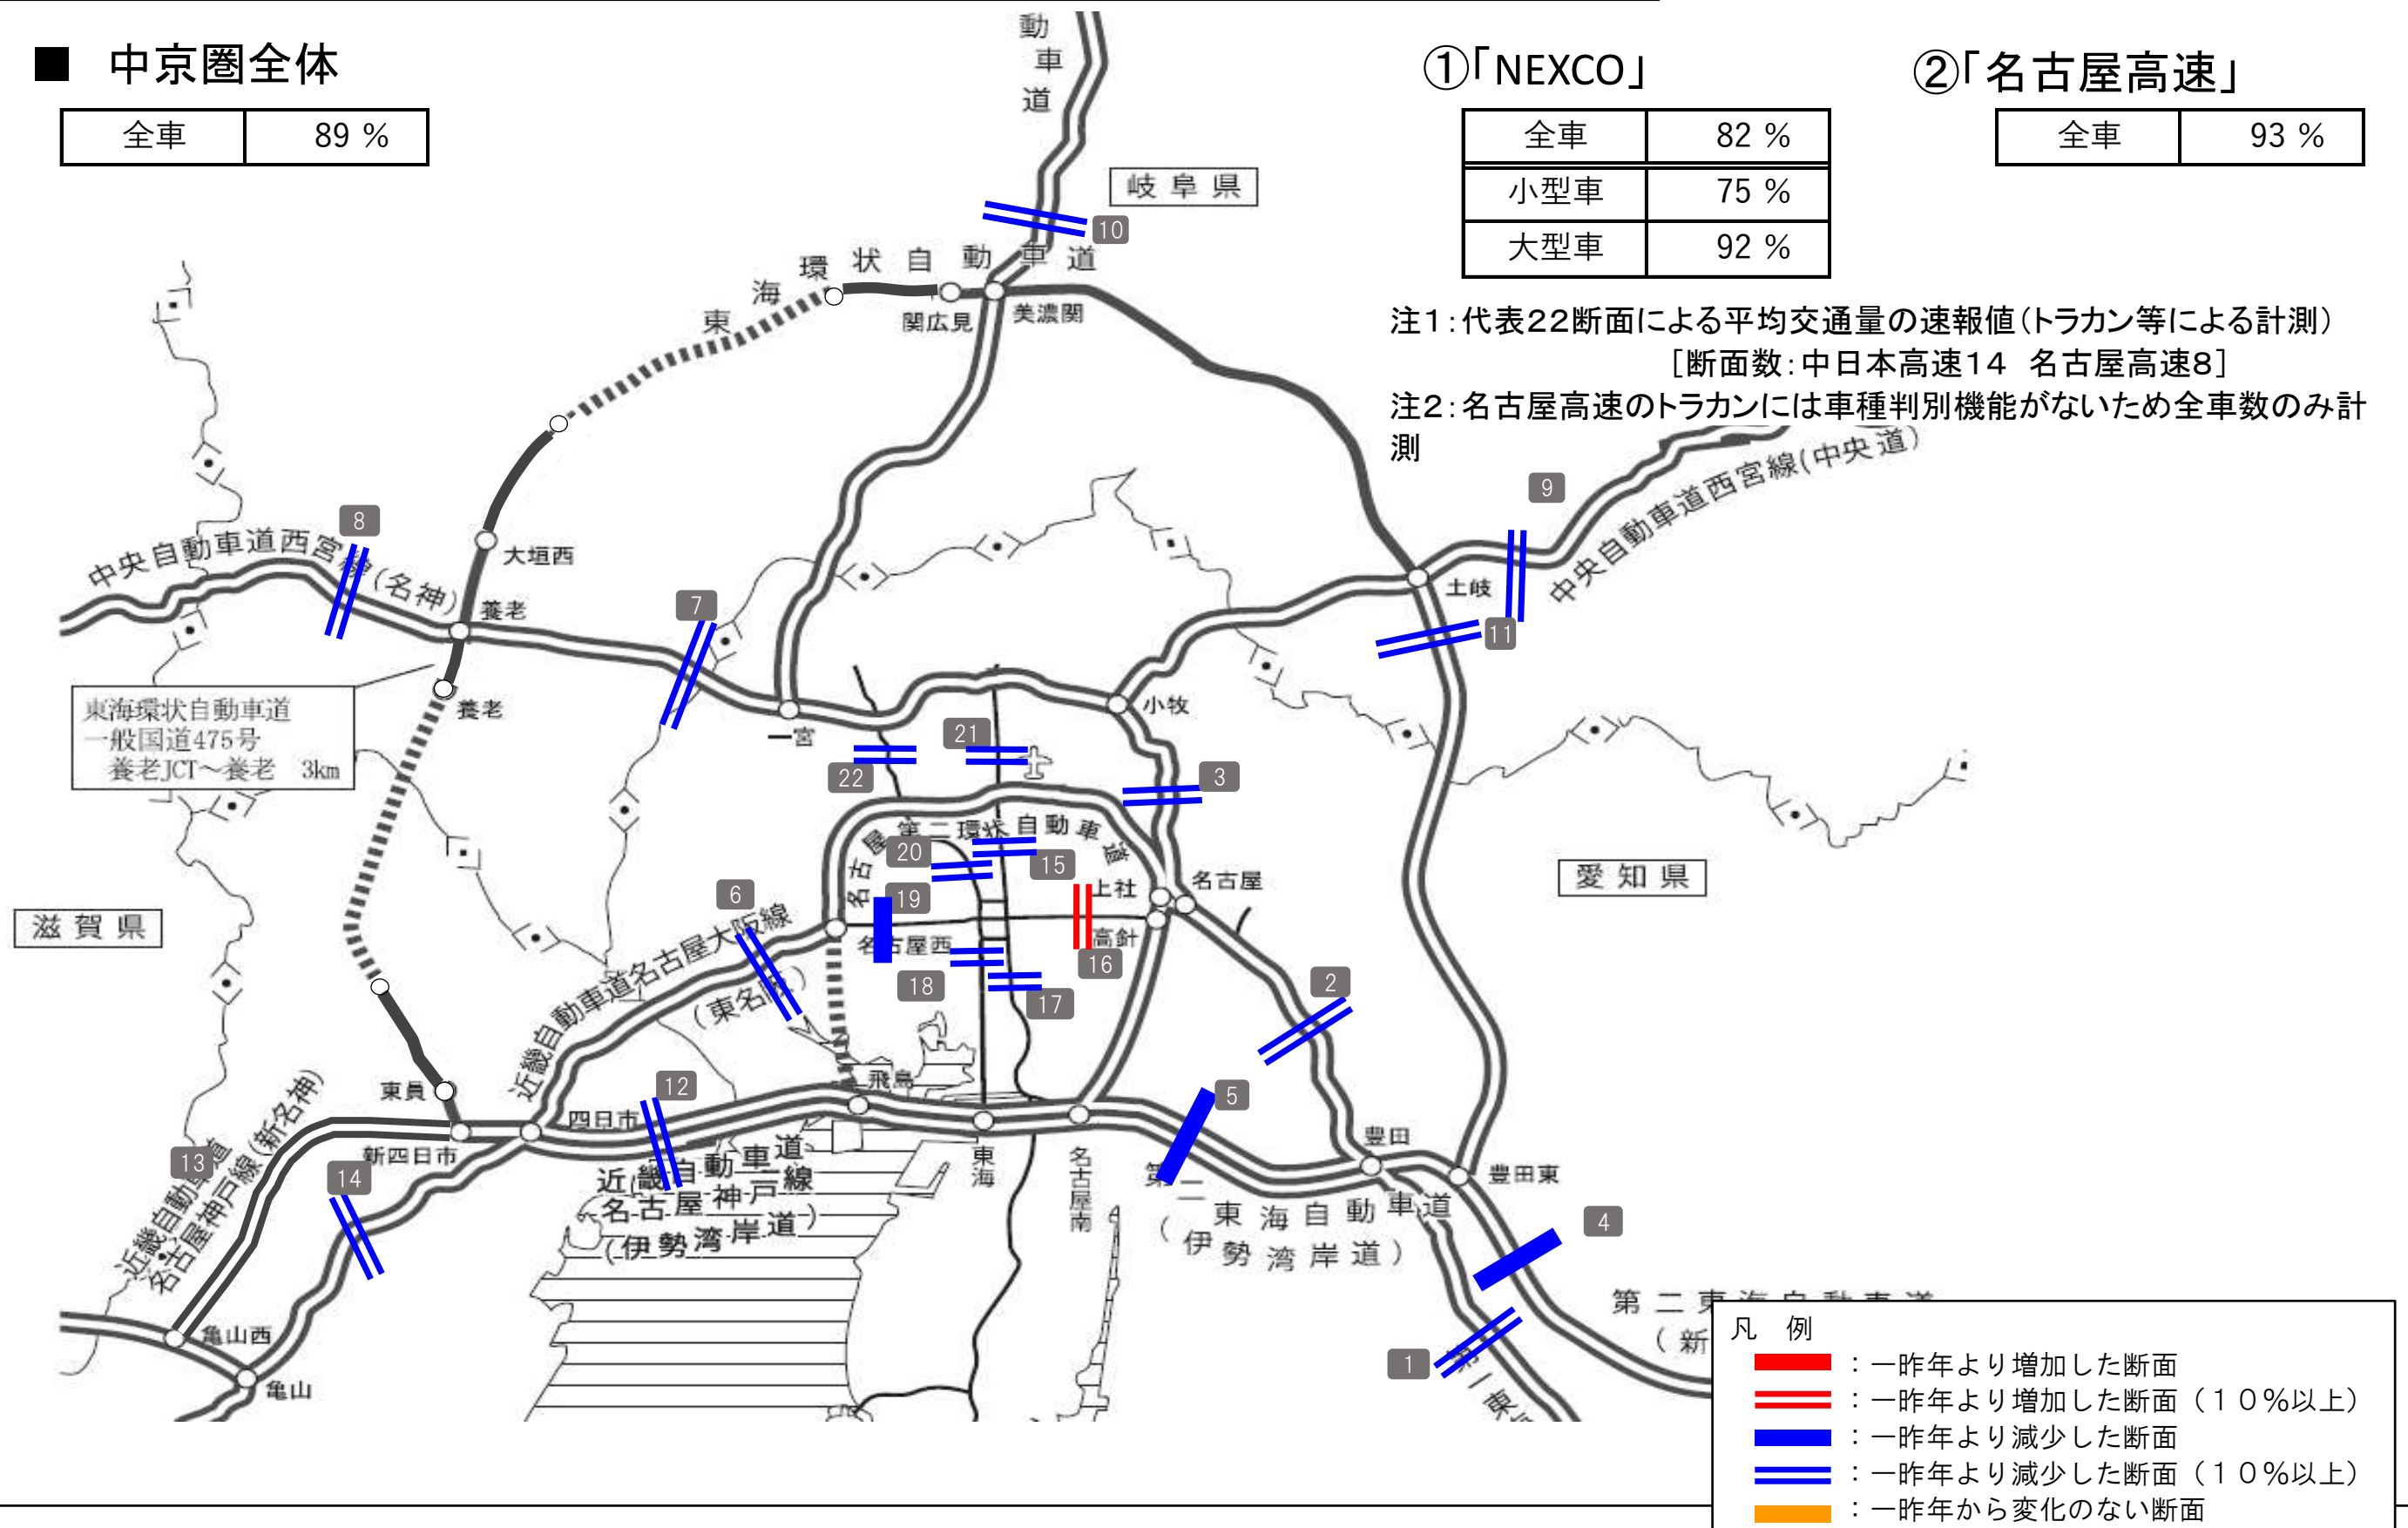 ■ 中京圏全体
全車 89 %
①「NEXCO」
全車 82 %
小型車 75 %
大型車 92 %
②「名古屋高速」
全車 93 %
注1:代表22断面による平均交通量の速報値(トラカン等による計測)
[断面数:中日本高速14 名古屋高速8]
注2:名古屋高速のトラカンには車種判別機能がないため全車数のみ計
測
動車道
岐阜県
10
東海環状自動車道
関広見
美濃関
9
中央自動車道西宮線(中央道)
8
中央自動車道西宮線(名神)
大垣西
養老
7
土岐
11
東海環状自動車道
一般国道475号
養老JCT～養老 3km
養老
一宮
小牧
21
22
3
名古屋第二環状自動車道
20
15
上社
名古屋
愛知県
19
6
滋賀県
名古屋西
高針
16
近畿自動車道名古屋大阪線
(東名阪)
18
17
2
飛島
12
5
東員
四日市
新四日市
13
14
近畿自動車道
名古屋神戸線(新名神)
近畿自動車道
名古屋神戸線
(伊勢湾岸道)
東海
名古屋南
豊田
豊田東
第二東海自動車道
(伊勢湾岸道)
4
亀山西
亀山
1
第一東
第二東海自動車道
(新
凡 例
:一昨年より増加した断面
:一昨年より増加した断面(10%以上)
:一昨年より減少した断面
:一昨年より減少した断面(10%以上)
:一昨年から変化のない断面